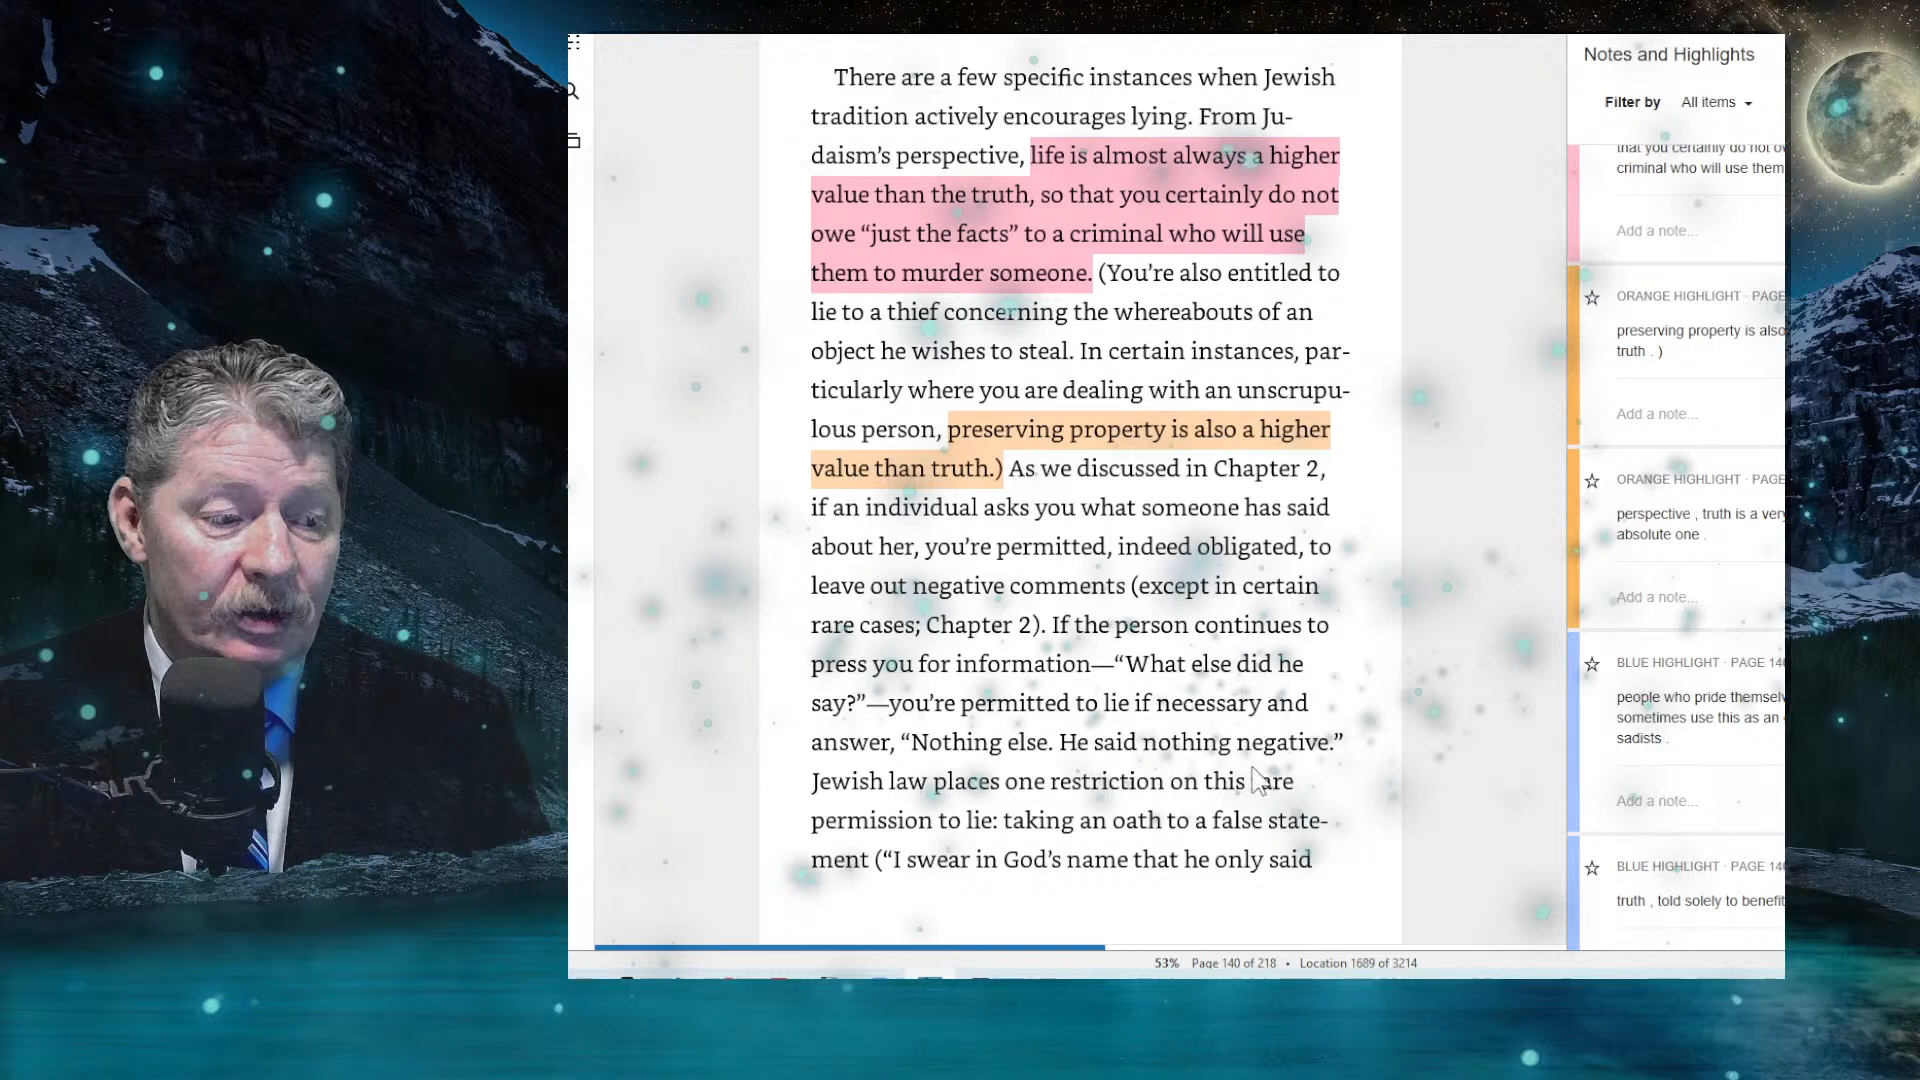 There are a few specific instances when Jewish
tradition actively encourages lying. From Ju-
daism’s perspective, life is almost always a higher
value than the truth, so that you certainly do not
owe “just the facts” to a criminal who will use
them to murder someone. (You’re also entitled to
lie to a thief concerning the whereabouts of an
object he wishes to steal. In certain instances, par-
ticularly where you are dealing with an unscrupu-
lous person, preserving property is also a higher
value than truth.) As we discussed in Chapter 2,
if an individual asks you what someone has said
about her, you’re permitted, indeed obligated, to
leave out negative comments (except in certain
rare cases; Chapter 2). If the person continues to
press you for information—“What else did he
say?”—you’re permitted to lie if necessary and
answer, “Nothing else. He said nothing negative.”
Jewish law places one restriction on this are
permission to lie: taking an oath to a false state-
ment (“I swear in God’s name that he only said
53% Page 140 of 218 • Location 1689 of 3214
Notes and Highlights
Filter by All items
that you certainly do not
criminal who will use them
Add a note...
ORANGE HIGHLIGHT · PAGE
preserving property is also
truth . )
Add a note...
ORANGE HIGHLIGHT · PAGE
perspective , truth is a
absolute one .
Add a note...
BLUE HIGHLIGHT · PAGE
people who pride
sometimes use this as an
sadists .
Add a note...
BLUE HIGHLIGHT · PAGE
truth , told solely to benefit